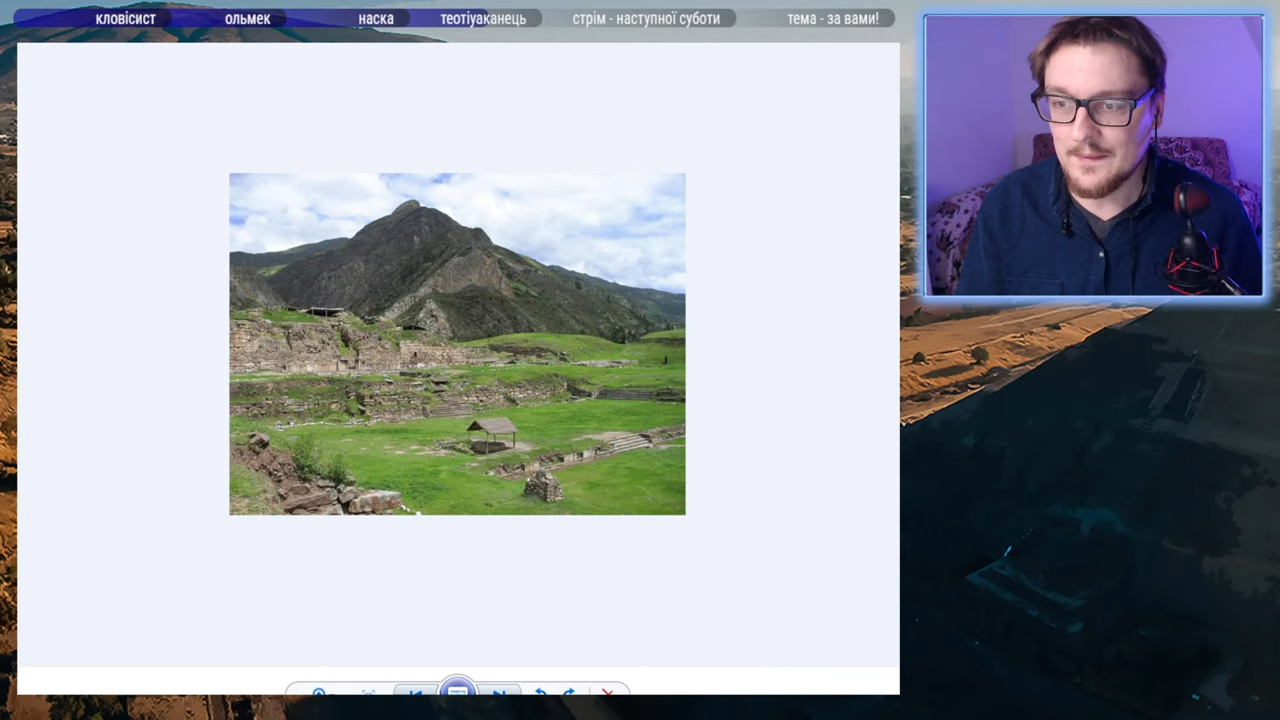 кловісист
ольмек
наска
теотіуаканець
стрім - наступної суботи
тема - за вами!